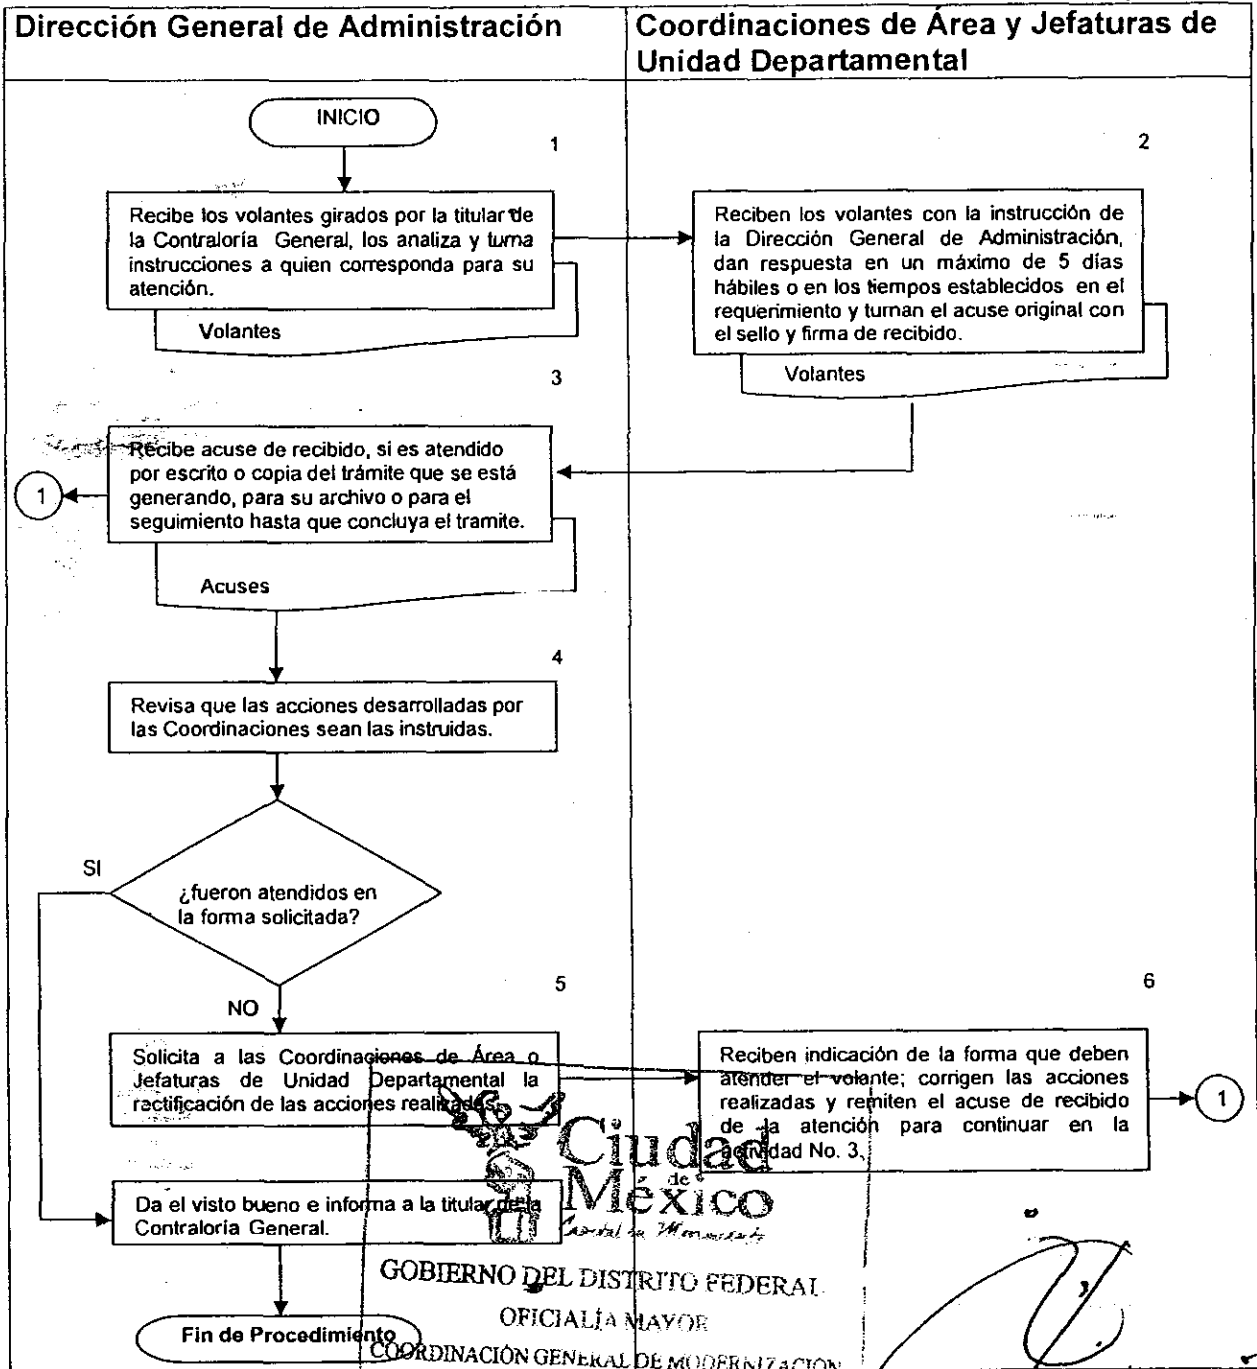 Dirección General de Administración
Coordinaciones de Área y Jefaturas de
Unidad Departamental
INICIO
1
Recibe los volantes girados por la titular de
la Contraloría General, los analiza y turna
instrucciones a quien corresponda para su
atención.
Volantes
2
Reciben los volantes con la instrucción de
la Dirección General de Administración,
dan respuesta en un máximo de 5 días
hábiles o en los tiempos establecidos en el
requerimiento y turnan el acuse original con
el sello y firma de recibido.
Volantes
3
Recibe acuse de recibido, si es atendido
por escrito o copia del trámite que se está
generando, para su archivo o para el
seguimiento hasta que concluya el tramite.
1
Acuses
4
Revisa que las acciones desarrolladas por
las Coordinaciones sean las instruidas.
SI
¿fueron atendidos en
la forma solicitada?
NO
5
Solicita a las Coordinaciones de Área o
Jefaturas de Unidad Departamental la
rectificación de las acciones realizadas.
6
Reciben indicación de la forma que deben
atender el volante; corrigen las acciones
realizadas y remiten el acuse de recibido
de la atención para continuar en la
actividad No. 3.
1
Da el visto bueno e informa a la titular de la
Contraloría General.
Fin de Procedimiento
Ciudad
de
México
Capital en Movimiento
GOBIERNO DEL DISTRITO FEDERAL
OFICIALÍA MAYOR
COORDINACIÓN GENERAL DE MODERNIZACIÓN